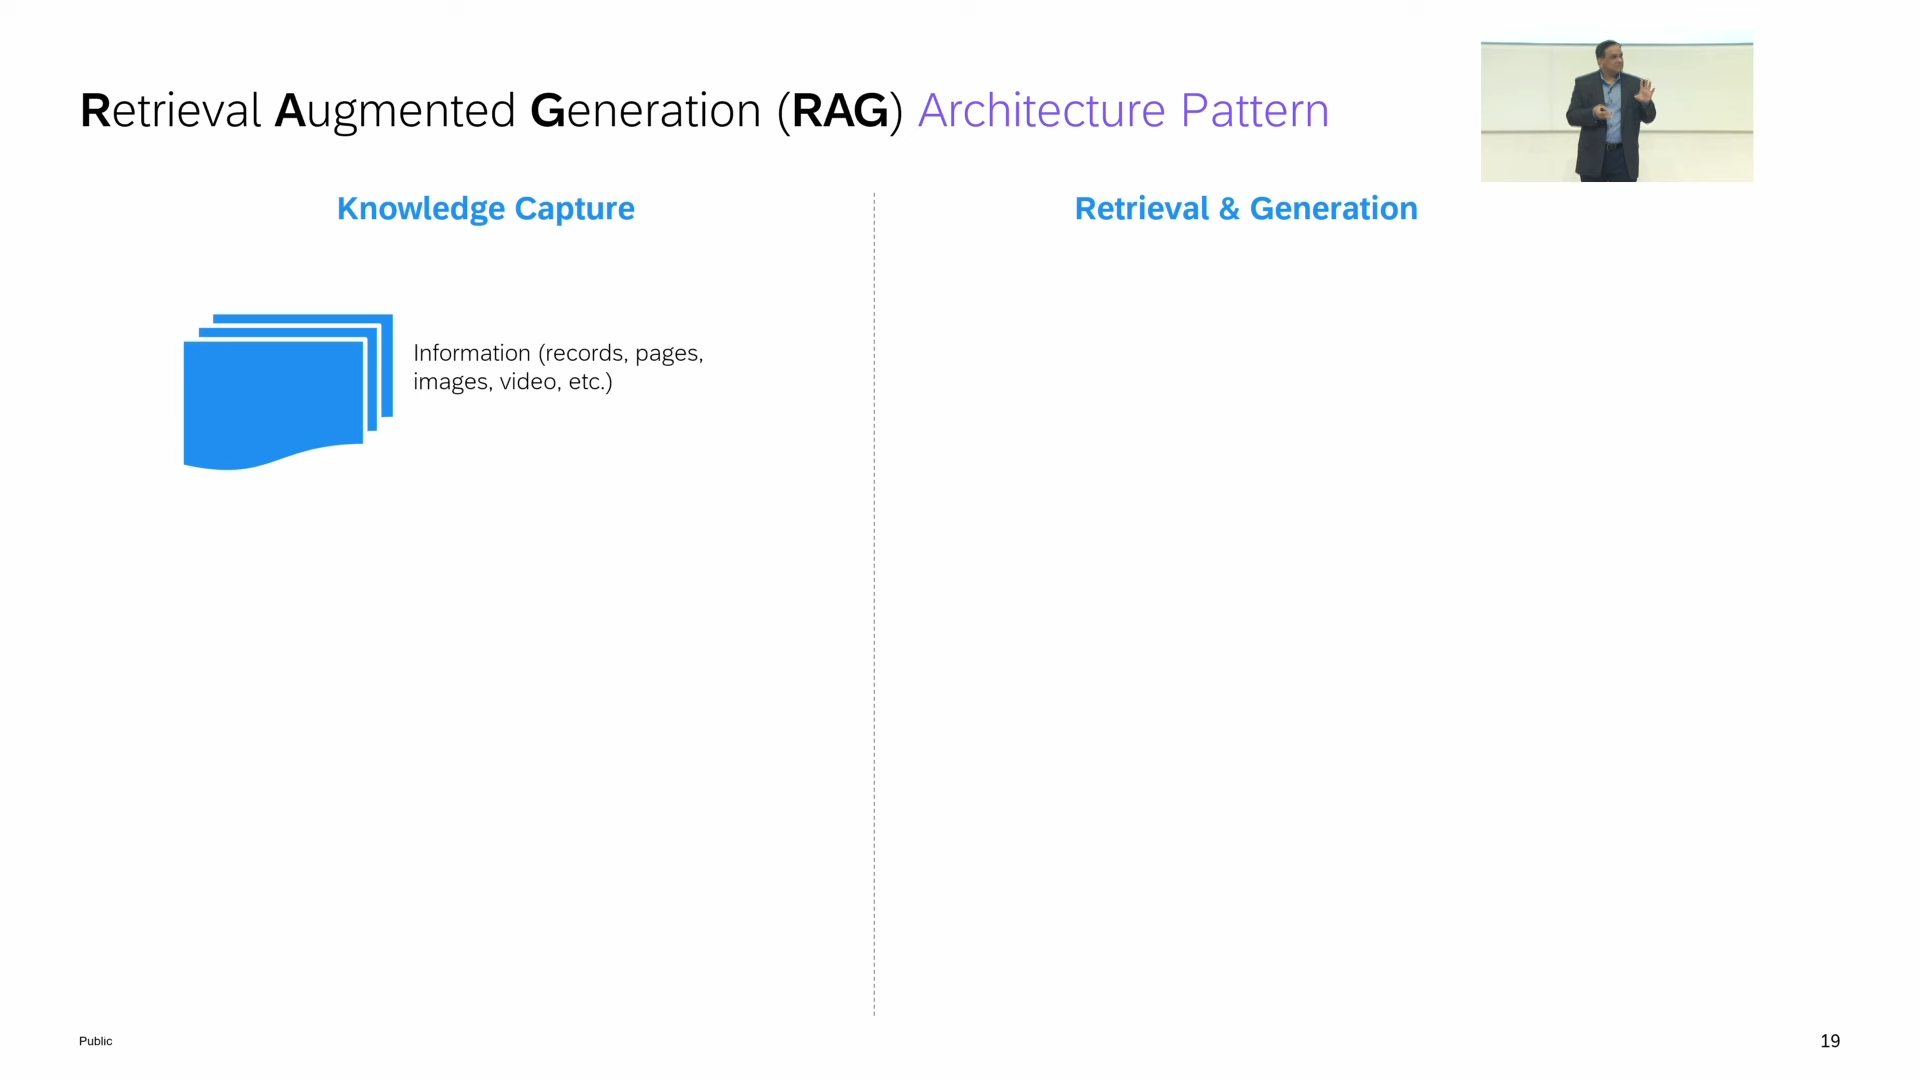 Retrieval Augmented Generation (RAG) Architecture Pattern
Knowledge Capture
Information (records, pages,
images, video, etc.)
Retrieval & Generation
Public
19